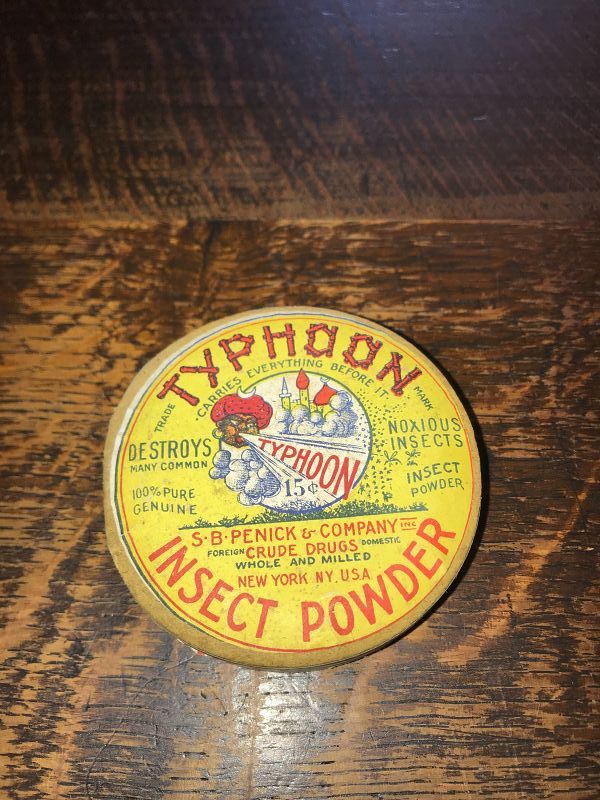 TYPHOON
TRADE MARK
CARRIES EVERYTHING BEFORE IT
DESTROYS
MANY COMMON
NOXIOUS
INSECTS
TYPHOON
15¢
100% PURE
GENUINE
INSECT
POWDER
S·B·PENICK & COMPANY INC
FOREIGN CRUDE DRUGS DOMESTIC
WHOLE AND MILLED
NEW YORK NY. U.S.A
INSECT POWDER